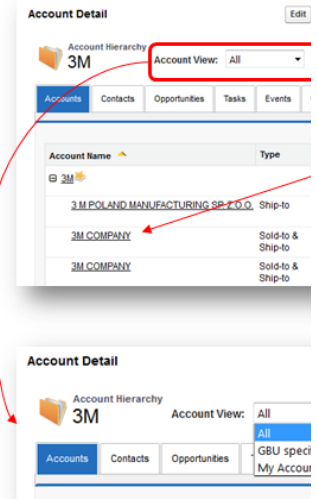 Account Detail
Edit
Account Hierarchy
3M
Account View: All
Accounts Contacts Opportunities Tasks Events
Account Name Type
3M
3 M POLAND MANUFACTURING SP. Z O.O. Ship-to
3M COMPANY Sold-to &
Ship-to
3M COMPANY Sold-to &
Ship-to
Account Detail
Account Hierarchy
3M
Account View: All
All
GBU specif
My Accour
Accounts Contacts Opportunities